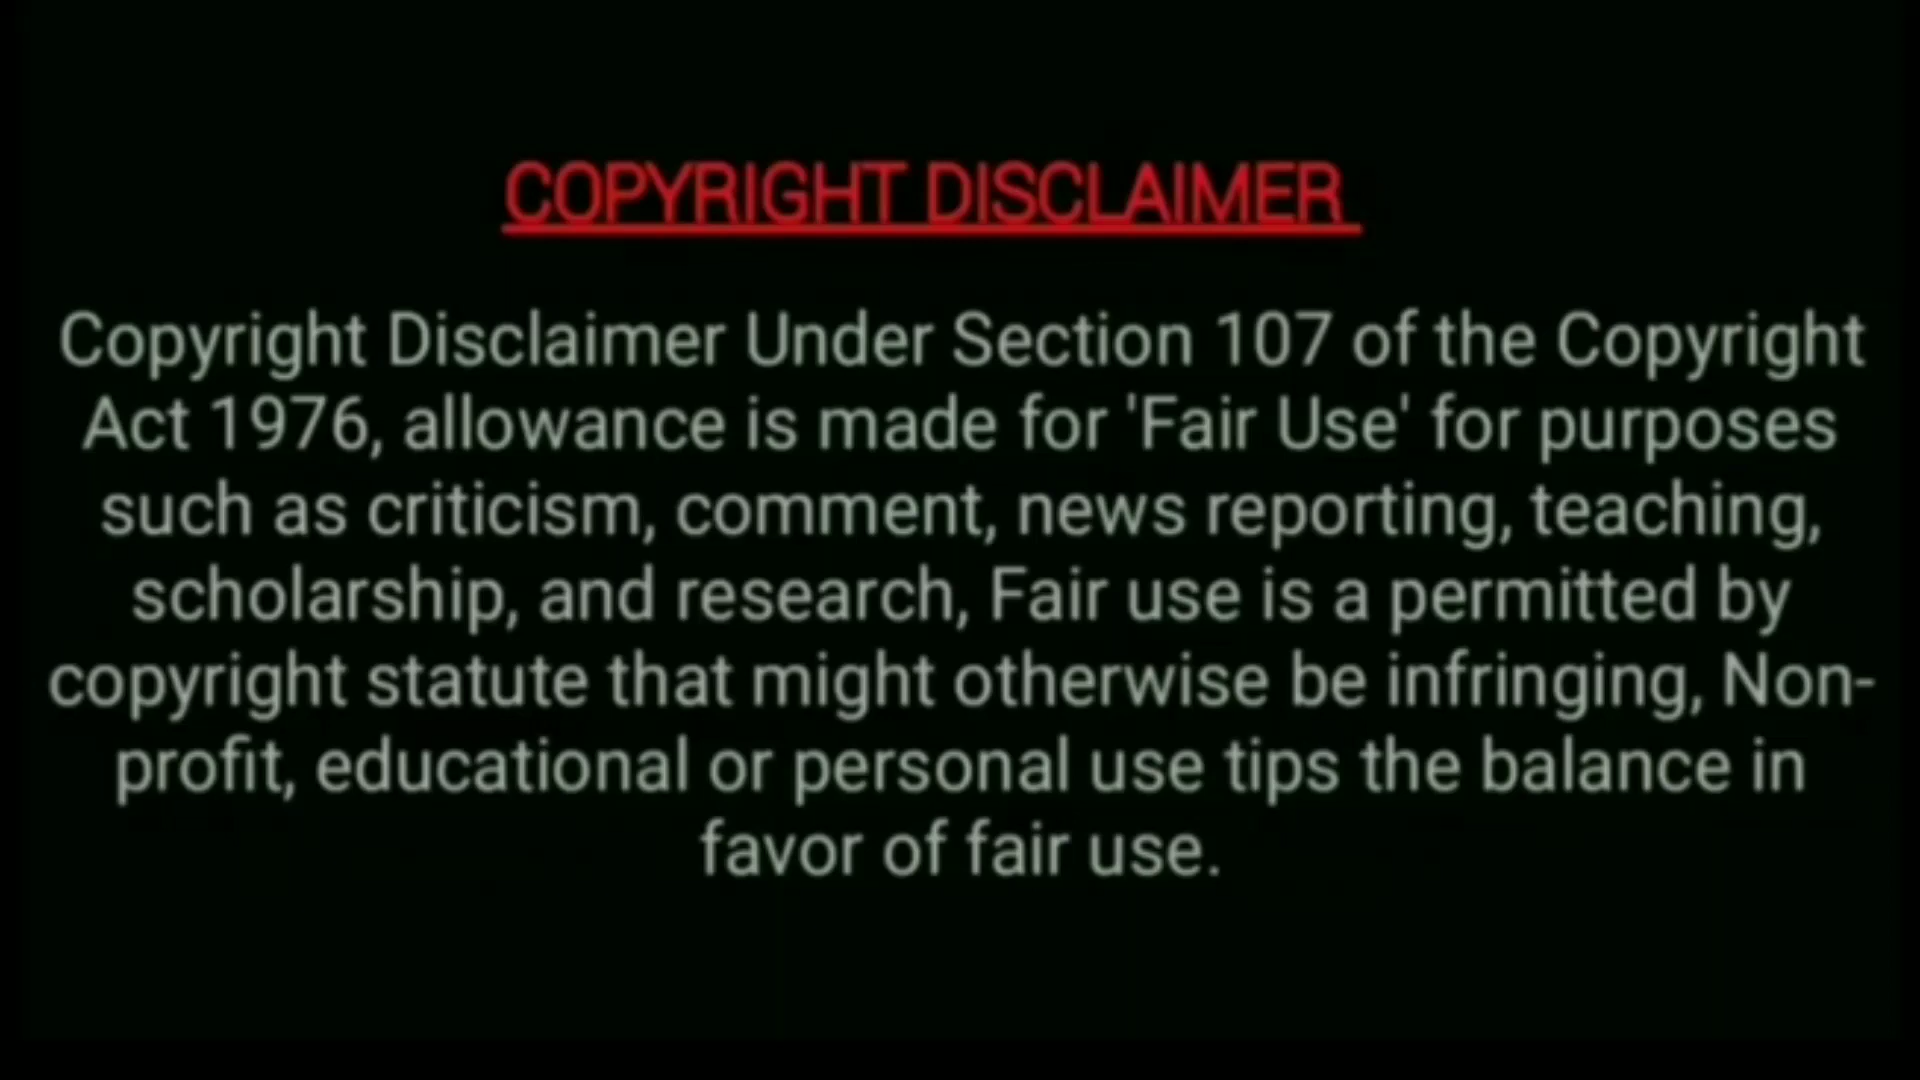 COPYRIGHT DISCLAIMER
Copyright Disclaimer Under Section 107 of the Copyright
Act 1976, allowance is made for 'Fair Use' for purposes
such as criticism, comment, news reporting, teaching,
scholarship, and research, Fair use is a permitted by
copyright statute that might otherwise be infringing, Non-
profit, educational or personal use tips the balance in
favor of fair use.